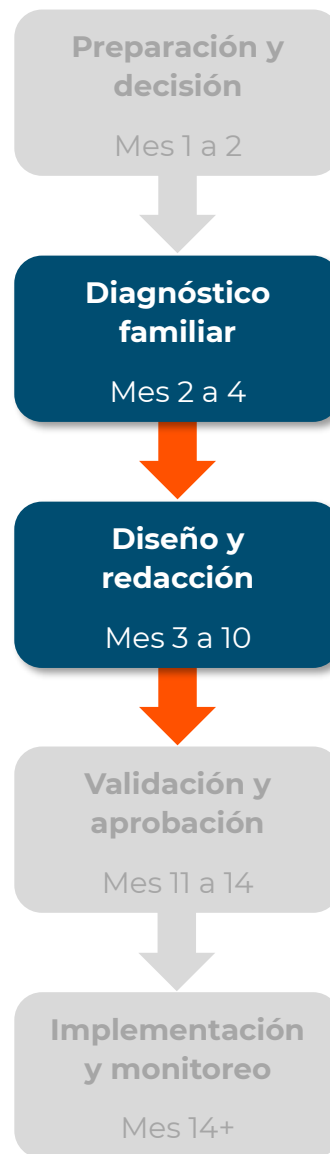 Preparación y
decisión
Mes 1 a 2
Diagnóstico
familiar
Mes 2 a 4
Diseño y
redacción
Mes 3 a 10
Validación y
aprobación
Mes 11 a 14
Implementación
y monitoreo
Mes 14+